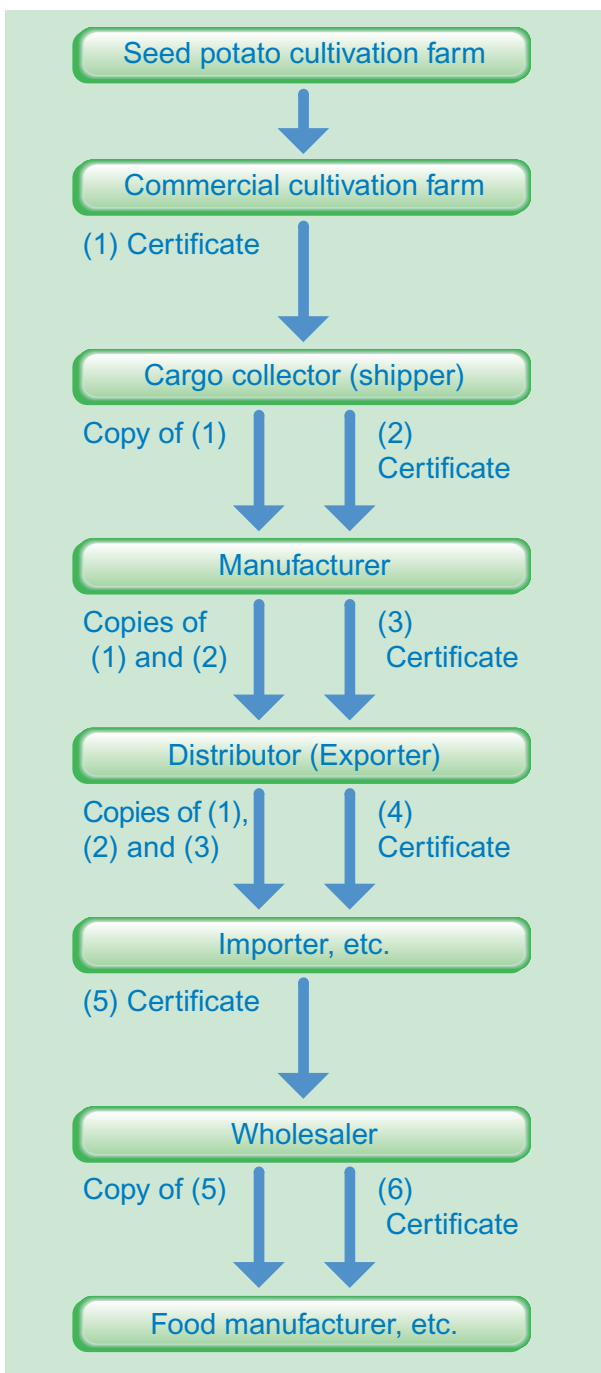 Seed potato cultivation farm
Commercial cultivation farm
(1) Certificate
Cargo collector (shipper)
Copy of (1)
(2)
Certificate
Manufacturer
Copies of
(1) and (2)
(3)
Certificate
Distributor (Exporter)
Copies of (1),
(2) and (3)
(4)
Certificate
Importer, etc.
(5) Certificate
Wholesaler
Copy of (5)
(6)
Certificate
Food manufacturer, etc.